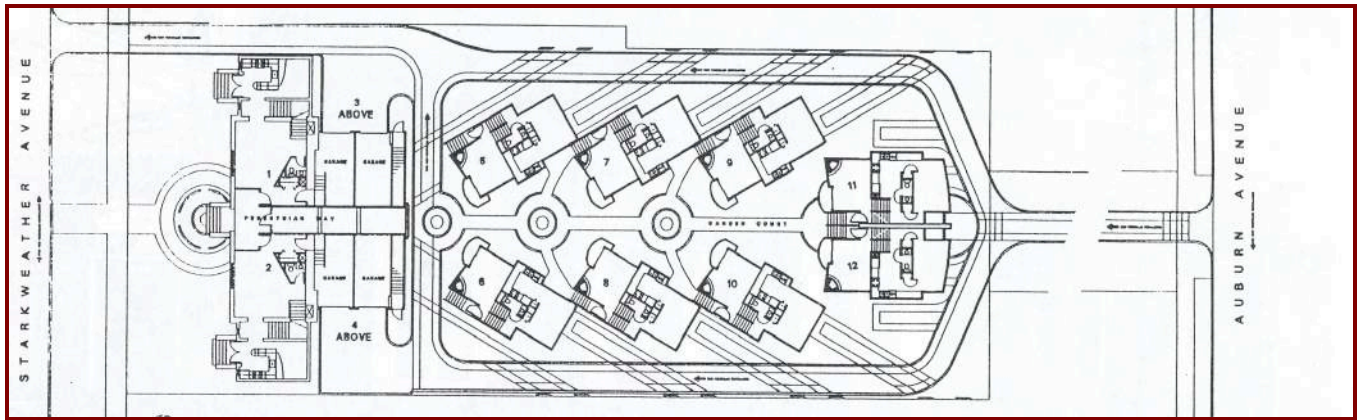 STARKWEATHER AVENUE
3
ABOVE
1
GARAGE GARAGE
PEDESTRIAN WAY
2
GARAGE GARAGE
4
ABOVE
5
7
9
11
GARDEN COURT
6
8
10
12
AUBURN AVENUE